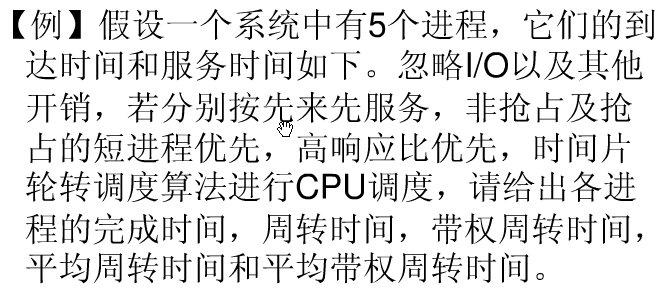 【例】假设一个系统中有5个进程，它们的到
达时间和服务时间如下。忽略I/O以及其他
开销，若分别按先来先服务，非抢占及抢
占的短进程优先，高响应比优先，时间片
轮转调度算法进行CPU调度，请给出各进
程的完成时间，周转时间，带权周转时间，
平均周转时间和平均带权周转时间。